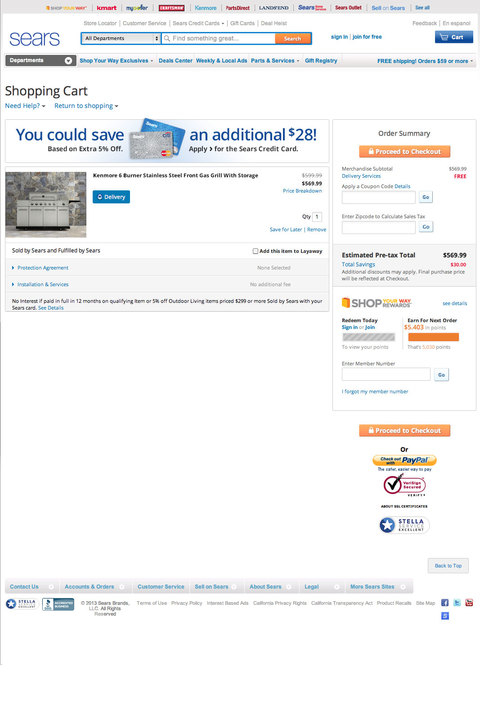 SHOP YOUR WAY kmart mygofer CRAFTSMAN Kenmore PartsDirect LANDS'END Sears Sears Outlet Sell on Sears See all
Store Locator | Customer Service | Sears Credit Cards | Gift Cards | Deal Heist
Feedback | En espanol
sears
All Departments
Find something great...
Search
sign in | join for free
Cart
Departments
Shop Your Way Exclusives
Deals Center
Weekly & Local Ads
Parts & Services
Gift Registry
FREE shipping! Orders $59 or more
Shopping Cart
Need Help?
Return to shopping
You could save an additional $28!
Based on Extra 5% Off.
Apply > for the Sears Credit Card.
Kenmore 6 Burner Stainless Steel Front Gas Grill With Storage
$599.99
$569.99
Price Breakdown
Delivery
Qty 1
Save for Later | Remove
Sold by Sears and Fulfilled by Sears
Add this item to Layaway
Protection Agreement
None Selected
Installation & Services
No additional fee
No Interest if paid in full in 12 months on qualifying item or 5% off Outdoor Living items priced $299 or more Sold by Sears with your
Sears card. See Details
Order Summary
Proceed to Checkout
Merchandise Subtotal $569.99
Delivery Services FREE
Apply a Coupon Code Details
Go
Enter Zipcode to Calculate Sales Tax
Go
Estimated Pre-tax Total $569.99
Total Savings $30.00
Additional discounts may apply. Final purchase price
will be reflected at Checkout.
SHOP YOUR WAY
REWARDS
see details
Redeem Today
Sign in or Join
To view your points
Earn For Next Order
$5.403 in points
That's points
Enter Member Number
Go
I forgot my member number
Proceed to Checkout
Or
Check out
with PayPal
The safer, easier way to pay
VeriSign
Secured
VERIFY
ABOUT SSL CERTIFICATES
STELLA
SERVICE
EXCELLENT
Back to Top
Contact Us
Accounts & Orders
Customer Service
Sell on Sears
About Sears
Legal
More Sears Sites
STELLA
EXCELLENT
ACCREDITED
BUSINESS
© 2013 Sears Brands,
LLC. All Rights
Reserved
Terms of Use
Privacy Policy
Interest Based Ads
California Privacy Rights
California Transparency Act
Product Recalls
Site Map